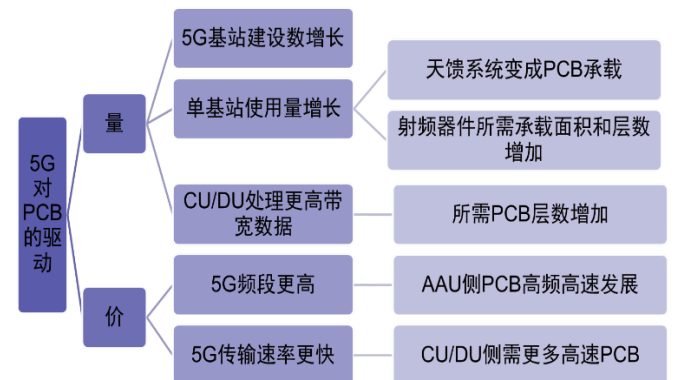 5G
对
PCB
的驱
动
量
5G基站建设数增长
单基站使用量增长
天馈系统变成PCB承载
射频器件所需承载面积和层数
增加
CU/DU处理更高带
宽数据
所需PCB层数增加
价
5G频段更高
AAU侧PCB高频高速发展
5G传输速率更快
CU/DU侧需更多高速PCB